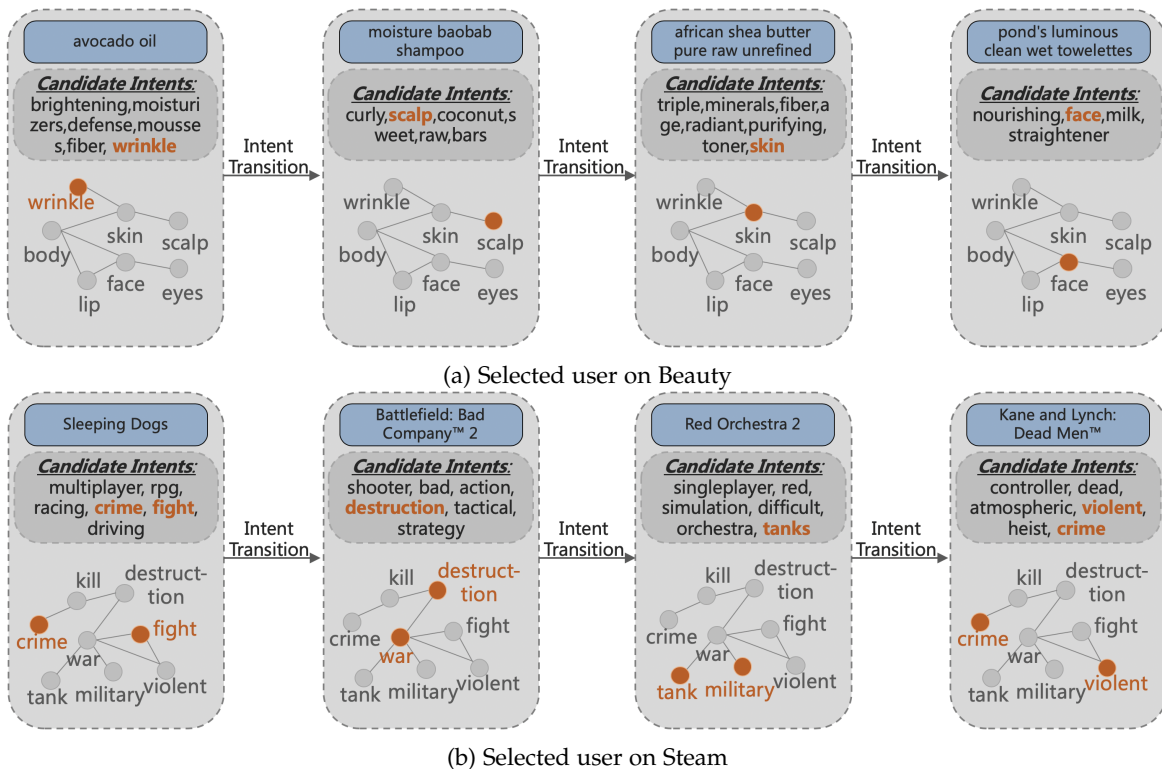 avocado oil
Candidate Intents:
brightening,moisturi
zers,defense,mousse
s,fiber, wrinkle
wrinkle
skin
scalp
body
face
eyes
lip
Intent
Transition
moisture baobab
shampoo
Candidate Intents:
curly,scalp,coconut,s
weet,raw,bars
wrinkle
skin
scalp
body
face
eyes
lip
Intent
Transition
african shea butter
pure raw unrefined
Candidate Intents:
triple,minerals,fiber,a
ge,radiant,purifying,
toner,skin
wrinkle
skin
scalp
body
face
eyes
lip
Intent
Transition
pond's luminous
clean wet towelettes
Candidate Intents:
nourishing,face,milk,
straightener
wrinkle
skin
scalp
body
face
eyes
lip
(a) Selected user on Beauty
Sleeping Dogs
Candidate Intents:
multiplayer, rpg,
racing, crime, fight,
driving
kill
destruct-
tion
crime
fight
war
tank
military
violent
Intent
Transition
Battlefield: Bad
Company™ 2
Candidate Intents:
shooter, bad, action,
destruction, tactical,
strategy
kill
destruct-
tion
crime
fight
war
tank
military
violent
Intent
Transition
Red Orchestra 2
Candidate Intents:
singleplayer, red,
simulation, difficult,
orchestra, tanks
kill
destruct-
tion
crime
fight
war
tank
military
violent
Intent
Transition
Kane and Lynch:
Dead Men™
Candidate Intents:
controller, dead,
atmospheric, violent,
heist, crime
kill
destruct-
tion
crime
fight
war
tank
military
violent
(b) Selected user on Steam